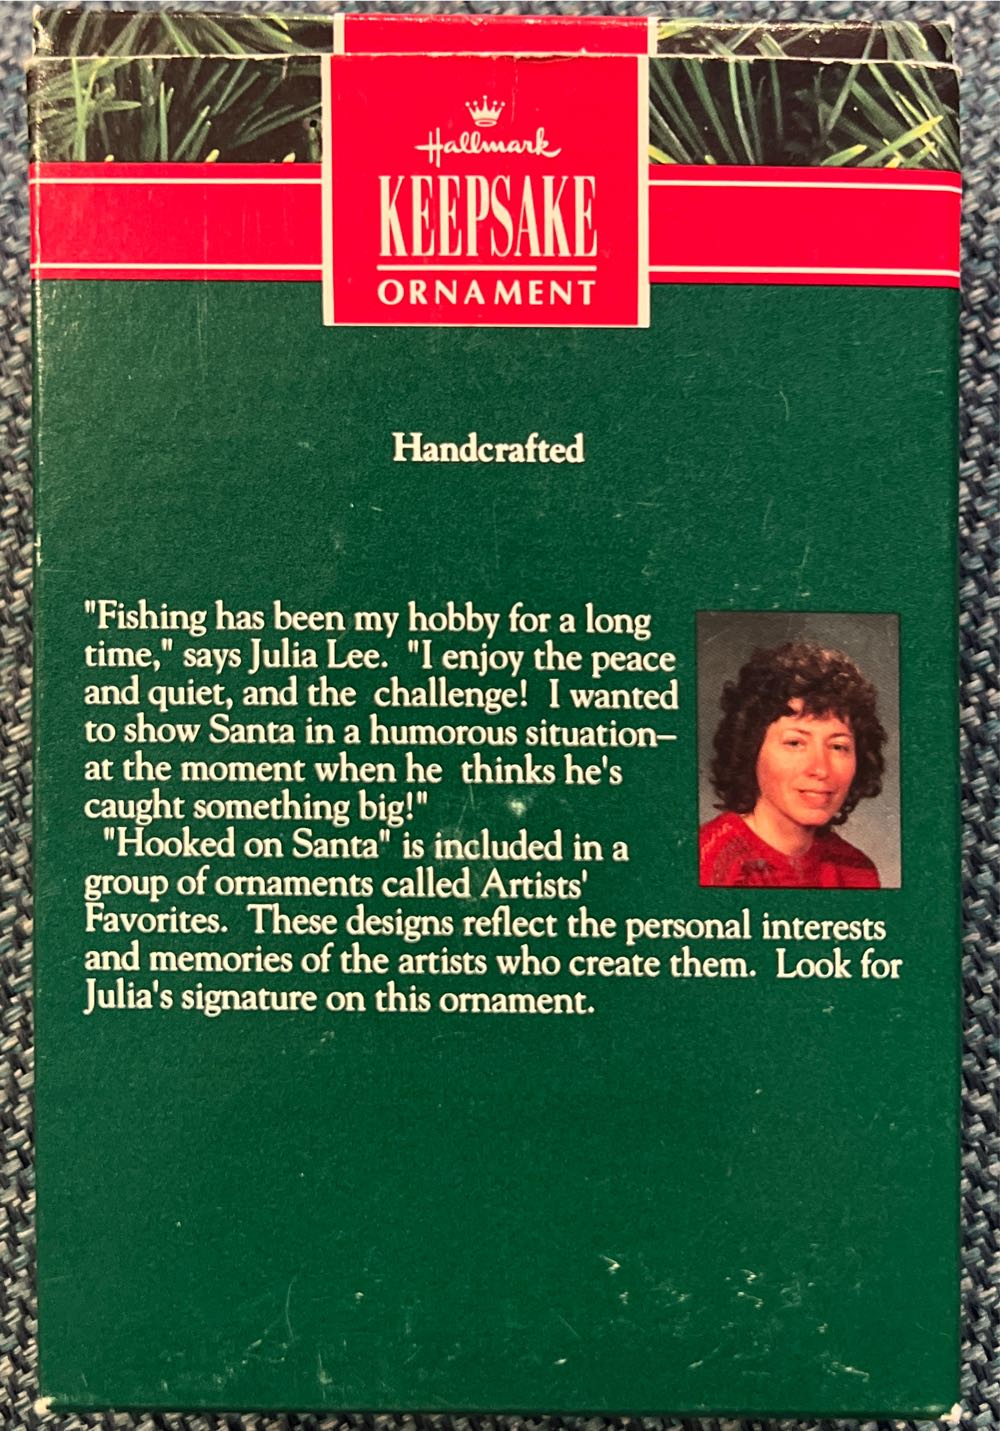 Hallmark
KEEPSAKE
ORNAMENT
Handcrafted
"Fishing has been my hobby for a long
time," says Julia Lee. "I enjoy the peace
and quiet, and the challenge! I wanted
to show Santa in a humorous situation–
at the moment when he thinks he's
caught something big!"
"Hooked on Santa" is included in a
group of ornaments called Artists'
Favorites. These designs reflect the personal interests
and memories of the artists who create them. Look for
Julia's signature on this ornament.